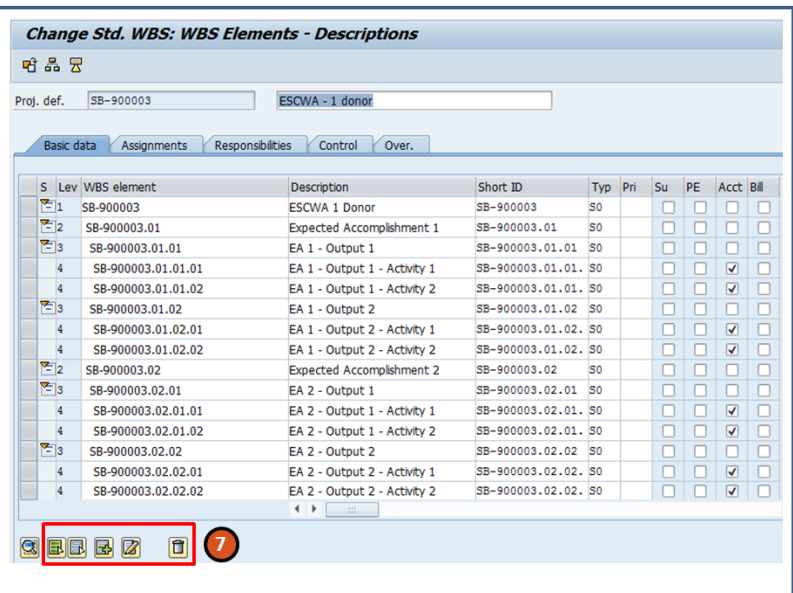 Change Std. WBS: WBS Elements - Descriptions
Proj. def. SB-900003 ESCWA - 1 donor
Basic data Assignments Responsibilities Control Over.
S Lev WBS element Description Short ID Typ Pri Su PE Acct Bill
1 SB-900003 ESCWA 1 Donor SB-900003 S0
2 SB-900003.01 Expected Accomplishment 1 SB-900003.01 S0
3 SB-900003.01.01 EA 1 - Output 1 SB-900003.01.01 S0
4 SB-900003.01.01.01 EA 1 - Output 1 - Activity 1 SB-900003.01.01. S0
4 SB-900003.01.01.02 EA 1 - Output 1 - Activity 2 SB-900003.01.01. S0
3 SB-900003.01.02 EA 1 - Output 2 SB-900003.01.02 S0
4 SB-900003.01.02.01 EA 1 - Output 2 - Activity 1 SB-900003.01.02. S0
4 SB-900003.01.02.02 EA 1 - Output 2 - Activity 2 SB-900003.01.02. S0
2 SB-900003.02 Expected Accomplishment 2 SB-900003.02 S0
3 SB-900003.02.01 EA 2 - Output 1 SB-900003.02.01 S0
4 SB-900003.02.01.01 EA 2 - Output 1 - Activity 1 SB-900003.02.01. S0
4 SB-900003.02.01.02 EA 2 - Output 1 - Activity 2 SB-900003.02.01. S0
3 SB-900003.02.02 EA 2 - Output 2 SB-900003.02.02 S0
4 SB-900003.02.02.01 EA 2 - Output 2 - Activity 1 SB-900003.02.02. S0
4 SB-900003.02.02.02 EA 2 - Output 2 - Activity 2 SB-900003.02.02. S0
7